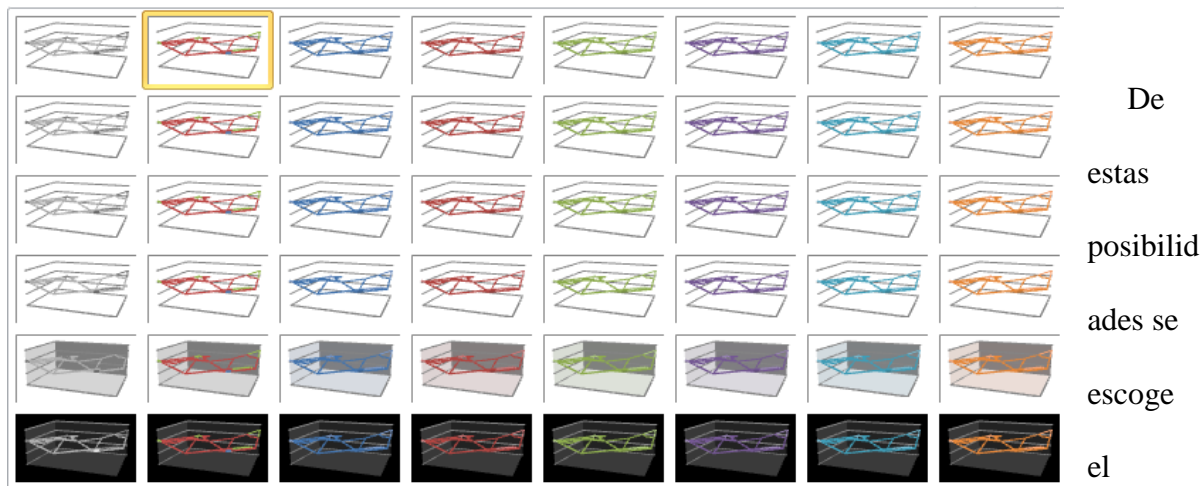 De
estas
posibilid
ades se
escoge
el